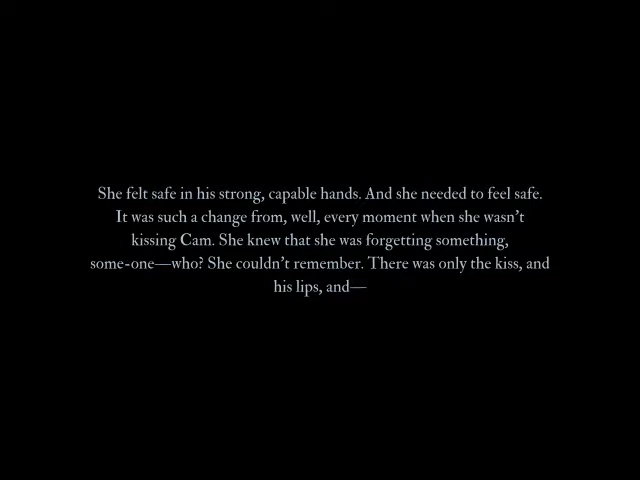 She felt safe in his strong, capable hands. And she needed to feel safe.
It was such a change from, well, every moment when she wasn’t
kissing Cam. She knew that she was forgetting something,
some-one—who? She couldn’t remember. There was only the kiss, and
his lips, and—